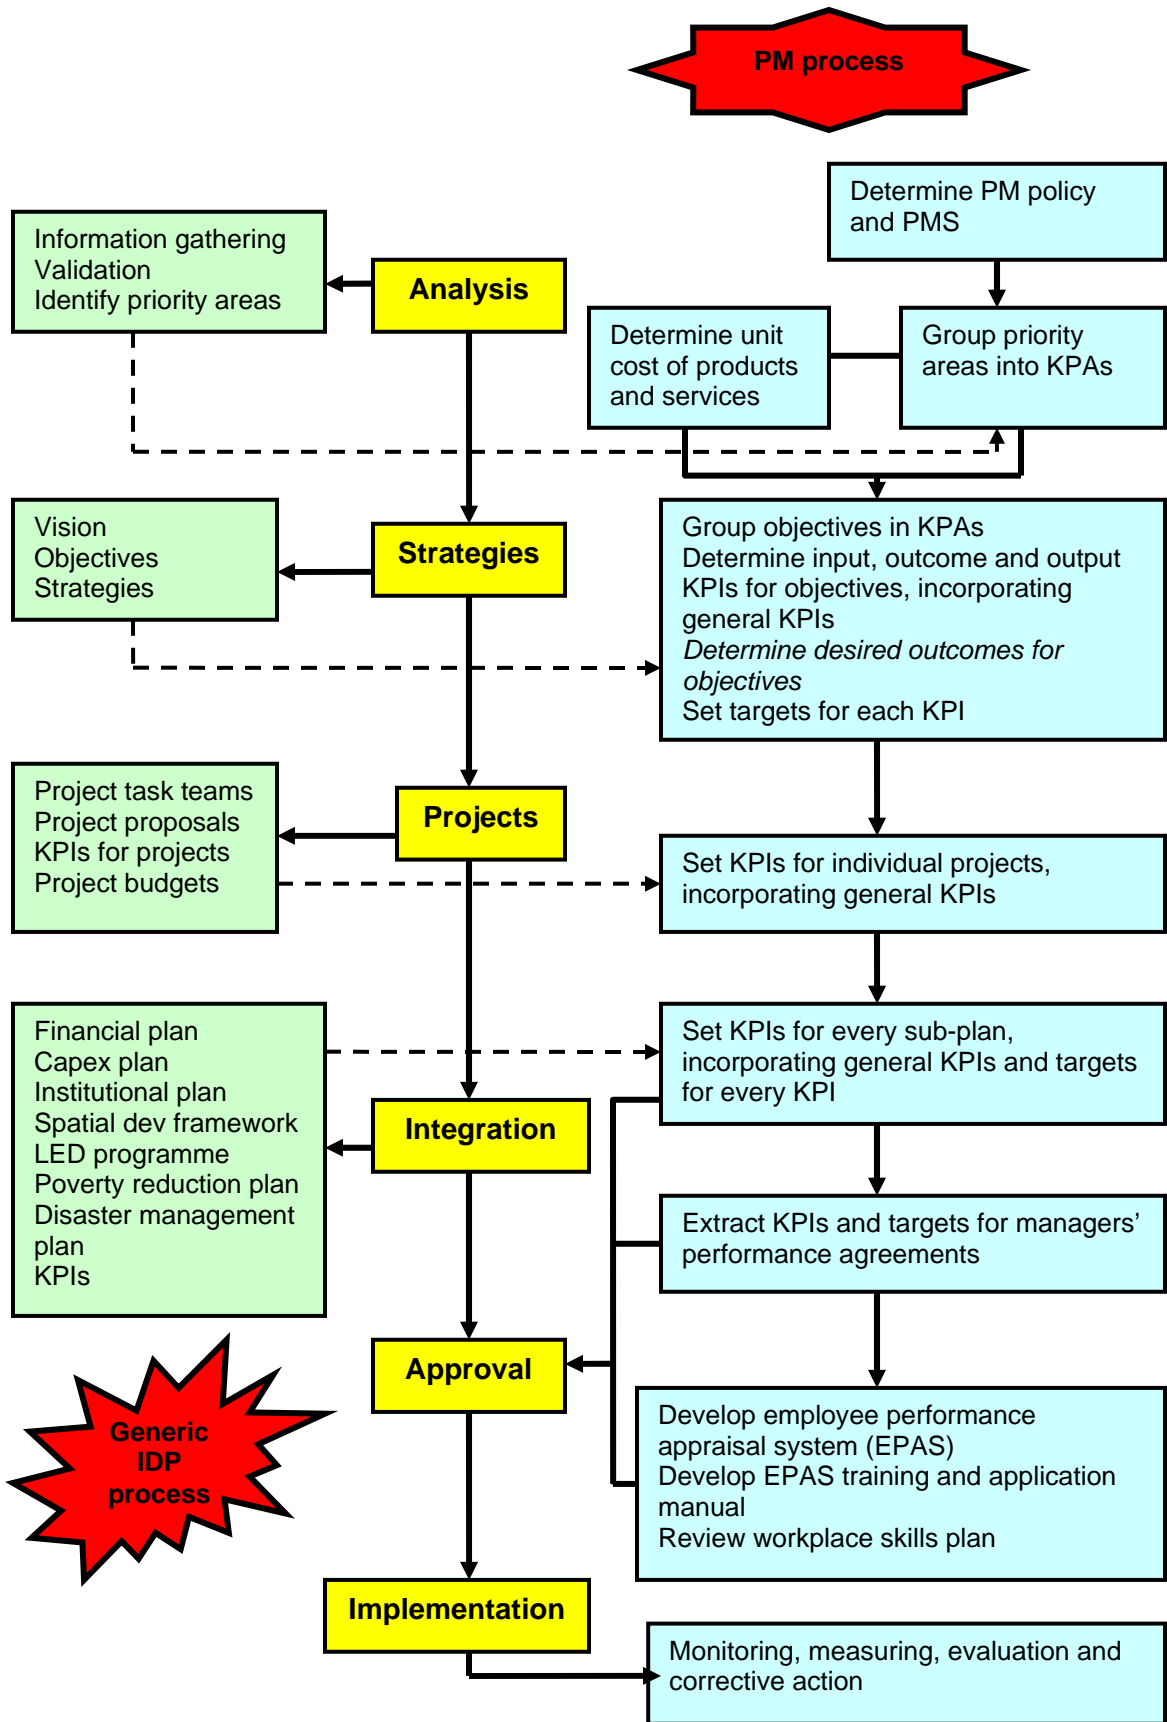 PM process
Determine PM policy
and PMS
Information gathering
Validation
Identify priority areas
Analysis
Determine unit
cost of products
and services
Group priority
areas into KPAs
Vision
Objectives
Strategies
Strategies
Group objectives in KPAs
Determine input, outcome and output
KPIs for objectives, incorporating
general KPIs
Determine desired outcomes for
objectives
Set targets for each KPI
Project task teams
Project proposals
KPIs for projects
Project budgets
Projects
Set KPIs for individual projects,
incorporating general KPIs
Financial plan
Capex plan
Institutional plan
Spatial dev framework
LED programme
Poverty reduction plan
Disaster management
plan
KPIs
Integration
Set KPIs for every sub-plan,
incorporating general KPIs and targets
for every KPI
Extract KPIs and targets for managers’
performance agreements
Approval
Generic
IDP
process
Develop employee performance
appraisal system (EPAS)
Develop EPAS training and application
manual
Review workplace skills plan
Implementation
Monitoring, measuring, evaluation and
corrective action